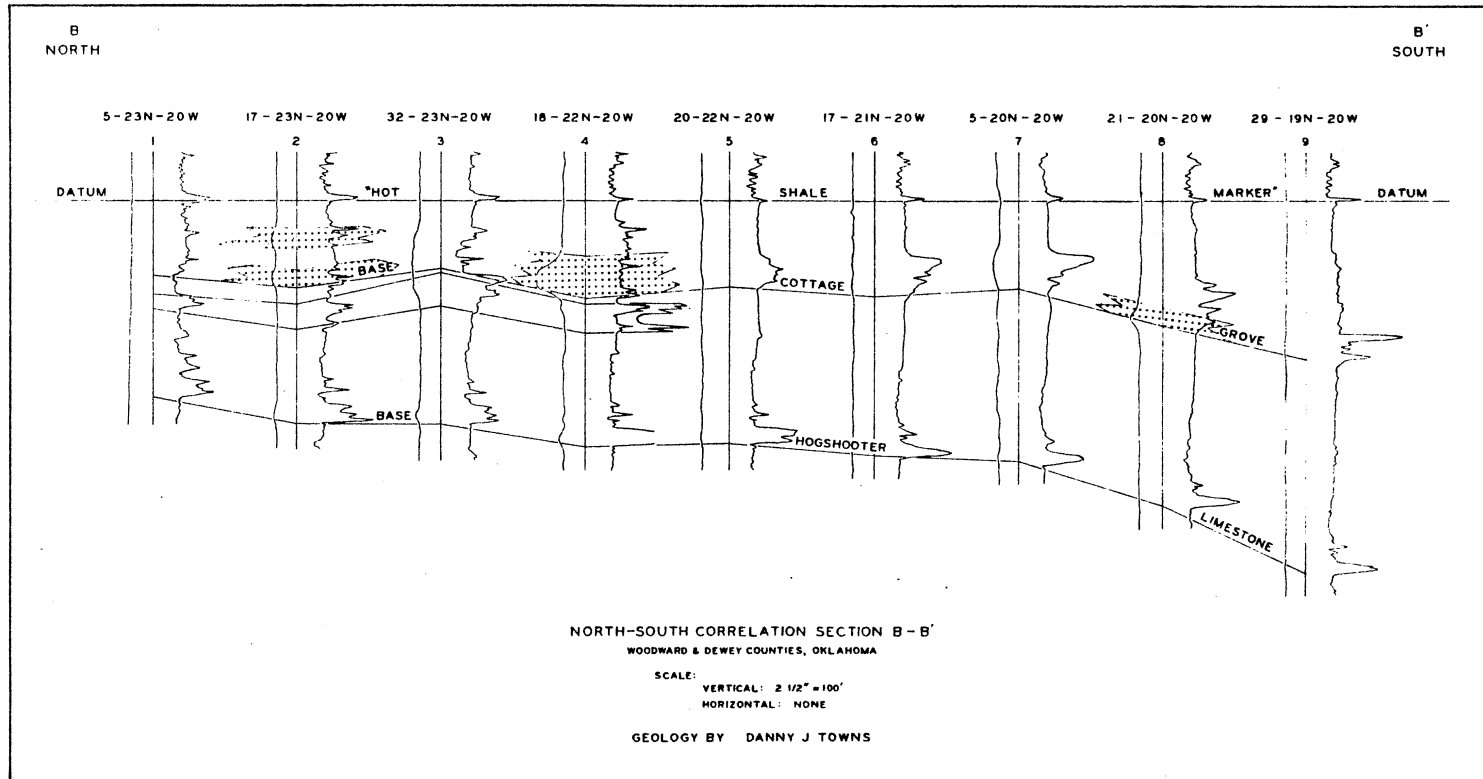 B
NORTH
B'
SOUTH
5-23N-20W 17-23N-20W 32-23N-20W 18-22N-20W 20-22N-20W 17-21N-20W 5-20N-20W 21-20N-20W 29-19N-20W
1 2 3 4 5 6 7 8 9
DATUM "HOT SHALE MARKER" DATUM
BASE COTTAGE GROVE
BASE HOGSHOOTER LIMESTONE
NORTH-SOUTH CORRELATION SECTION B-B'
WOODWARD & DEWEY COUNTIES, OKLAHOMA
SCALE:
VERTICAL: 2 1/2" = 100'
HORIZONTAL: NONE
GEOLOGY BY DANNY J TOWNS